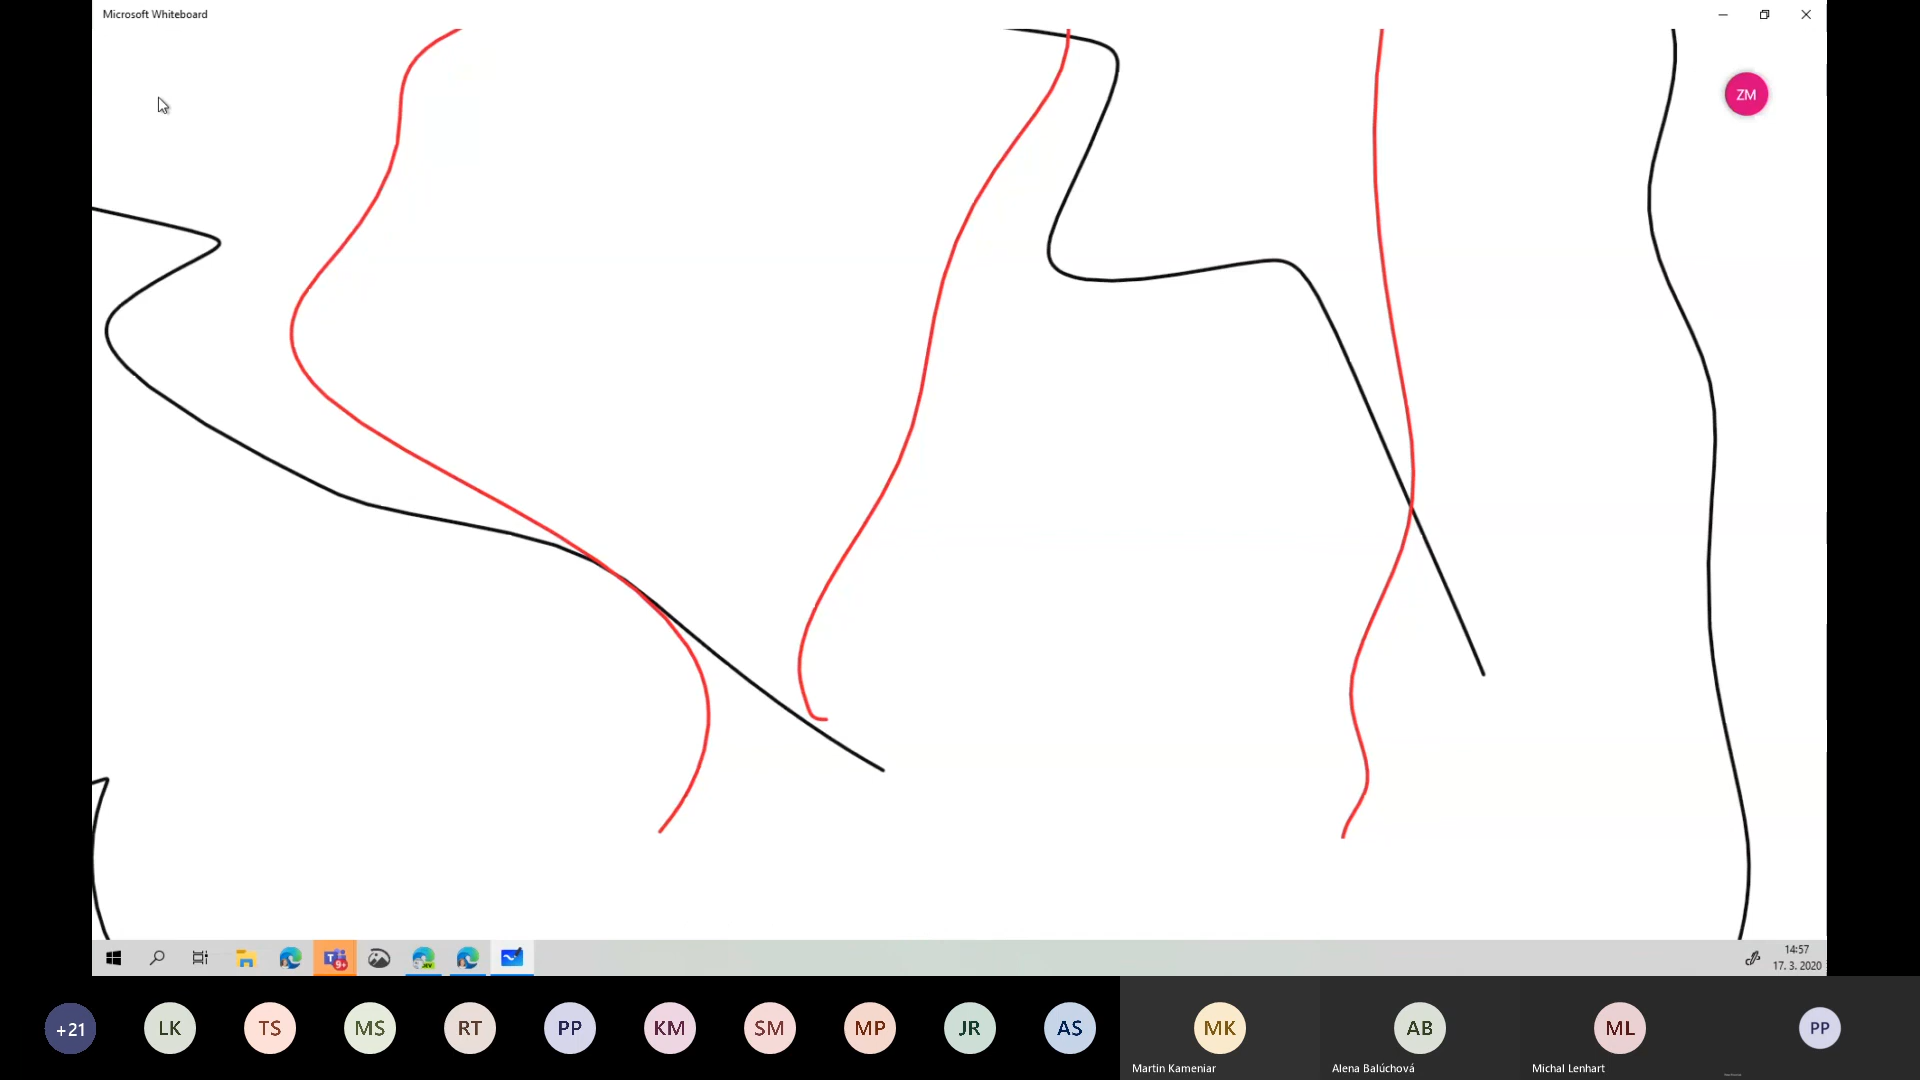 Microsoft Whiteboard
ZM
9+
14:57
17. 3. 2020
+21
LK
TS
MS
RT
PP
KM
SM
MP
JR
AS
MK
AB
ML
PP
Martin Kameniar
Alena Balúchová
Michal Lenhart